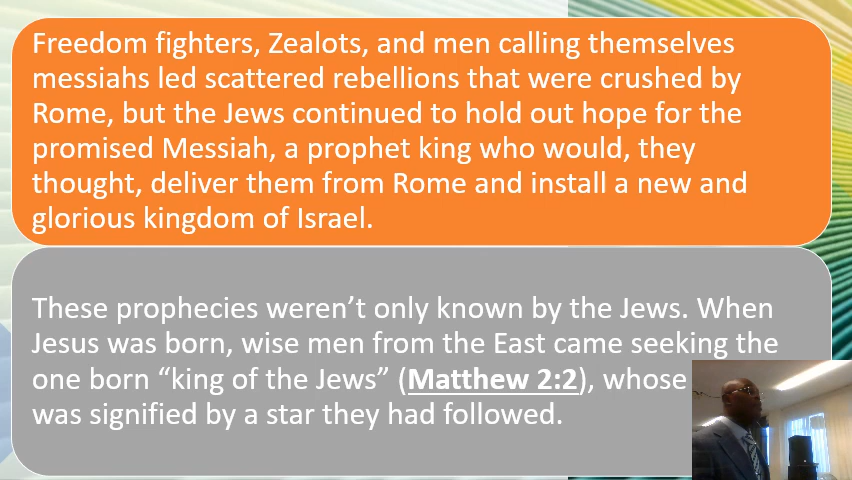 Freedom fighters, Zealots, and men calling themselves
messiahs led scattered rebellions that were crushed by
Rome, but the Jews continued to hold out hope for the
promised Messiah, a prophet king who would, they
thought, deliver them from Rome and install a new and
glorious kingdom of Israel.
These prophecies weren’t only known by the Jews. When
Jesus was born, wise men from the East came seeking the
one born “king of the Jews” (Matthew 2:2), whose
was signified by a star they had followed.